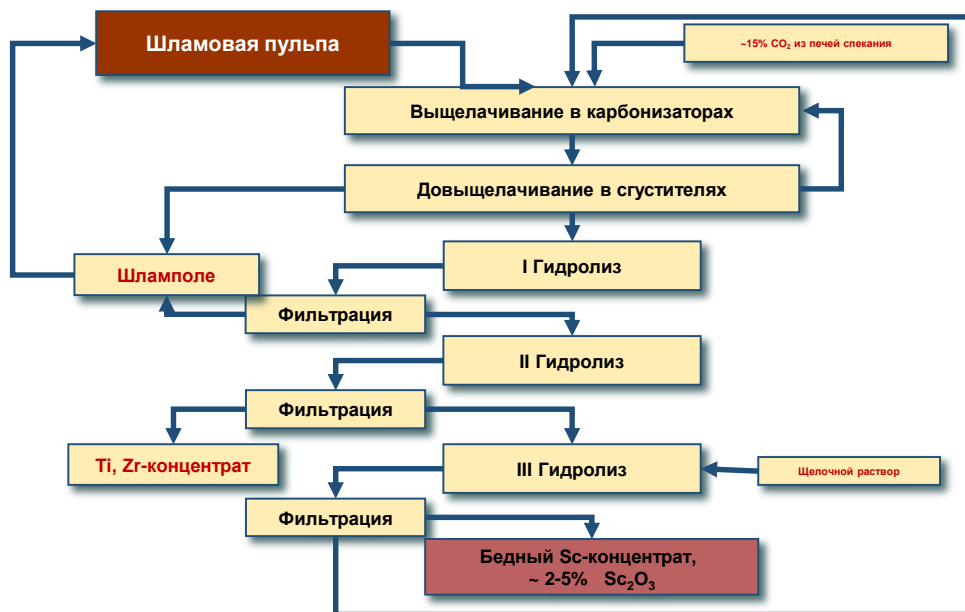 Шламовая пульпа
~15% CO₂ из печей спекания
Выщелачивание в карбонизаторах
Довыщелачивание в сгустителях
I Гидролиз
Шламполе
Фильтрация
II Гидролиз
Фильтрация
Ti, Zr-концентрат
III Гидролиз
Щелочной раствор
Фильтрация
Бедный Sc-концентрат,
~ 2-5% Sc₂O₃